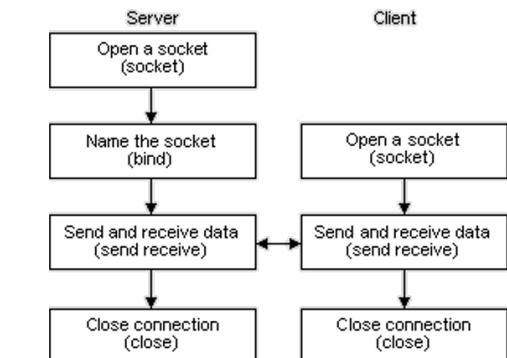 Server
Client
Open a socket
(socket)
Name the socket
(bind)
Open a socket
(socket)
Send and receive data
(send receive)
Send and receive data
(send receive)
Close connection
(close)
Close connection
(close)